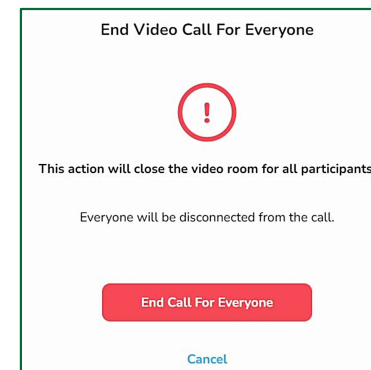 End Video Call For Everyone
!
This action will close the video room for all participants
Everyone will be disconnected from the call.
End Call For Everyone
Cancel